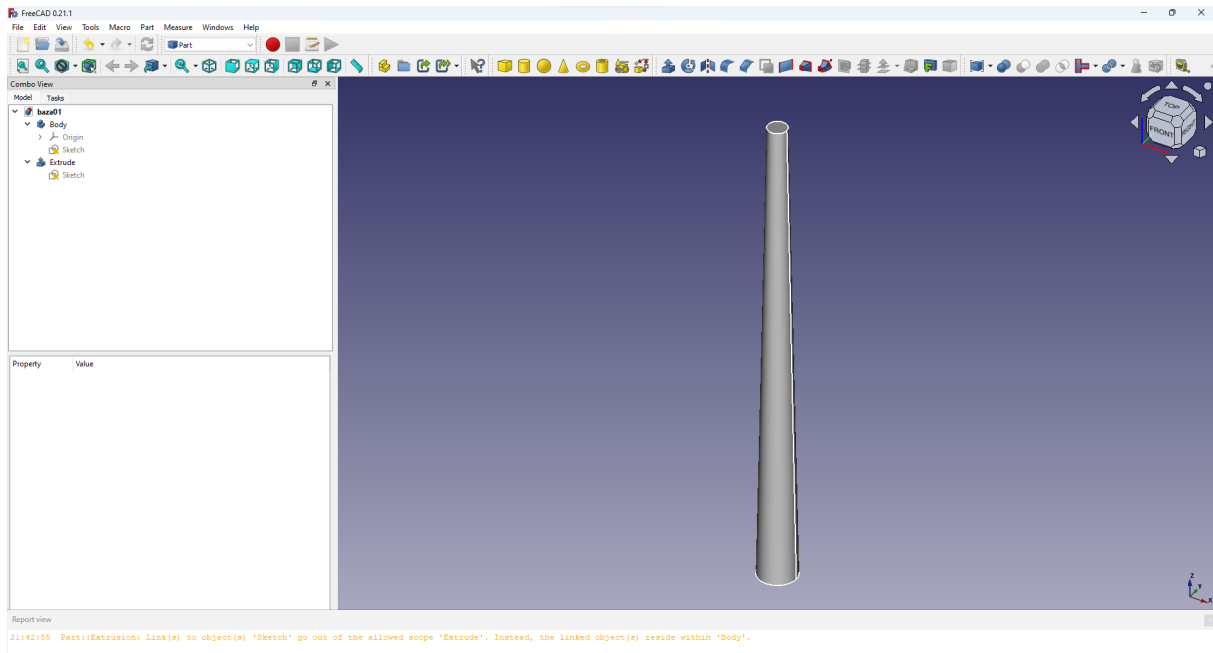 FreeCAD 0.21.1
File Edit View Tools Macro Part Measure Windows Help
Part
Combo View
Model Tasks
baza01
Body
Origin
Sketch
Extrude
Sketch
Property Value
TOP
FRONT
RIGHT
Z
Y
X
Report view
21:42:55 Part::Extrusion: Link(s) to object(s) 'Sketch' go out of the allowed scope 'Extrude'. Instead, the linked object(s) reside within 'Body'.